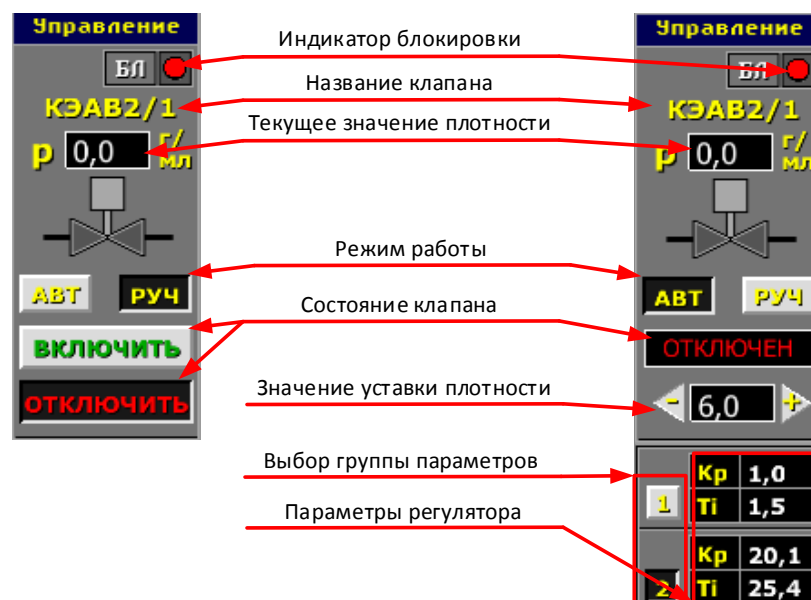 Управление
БЛ
КЭАВ2/1
р 0,0 г/
мл
АВТ РУЧ
ВКЛЮЧИТЬ
ОТКЛЮЧИТЬ
Индикатор блокировки
Название клапана
Текущее значение плотности
Режим работы
Состояние клапана
Значение уставки плотности
Выбор группы параметров
Параметры регулятора
Управление
БЛ
КЭАВ2/1
р 0,0 г/
мл
АВТ РУЧ
ОТКЛЮЧЕН
- 6,0 +
1
Kp 1,0
Ti 1,5
2
Kp 20,1
Ti 25,4